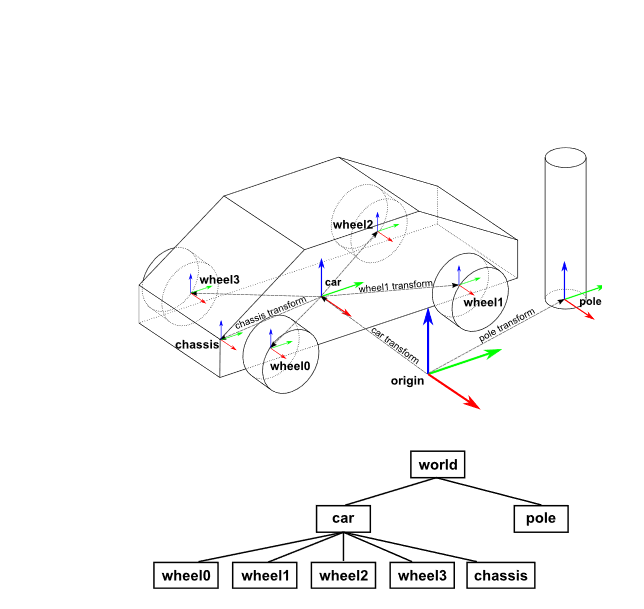 wheel2
wheel3
car
wheel1 transform
wheel1
pole
chassis transform
chassis
car transform
pole transform
wheel0
origin
world
car
pole
wheel0
wheel1
wheel2
wheel3
chassis